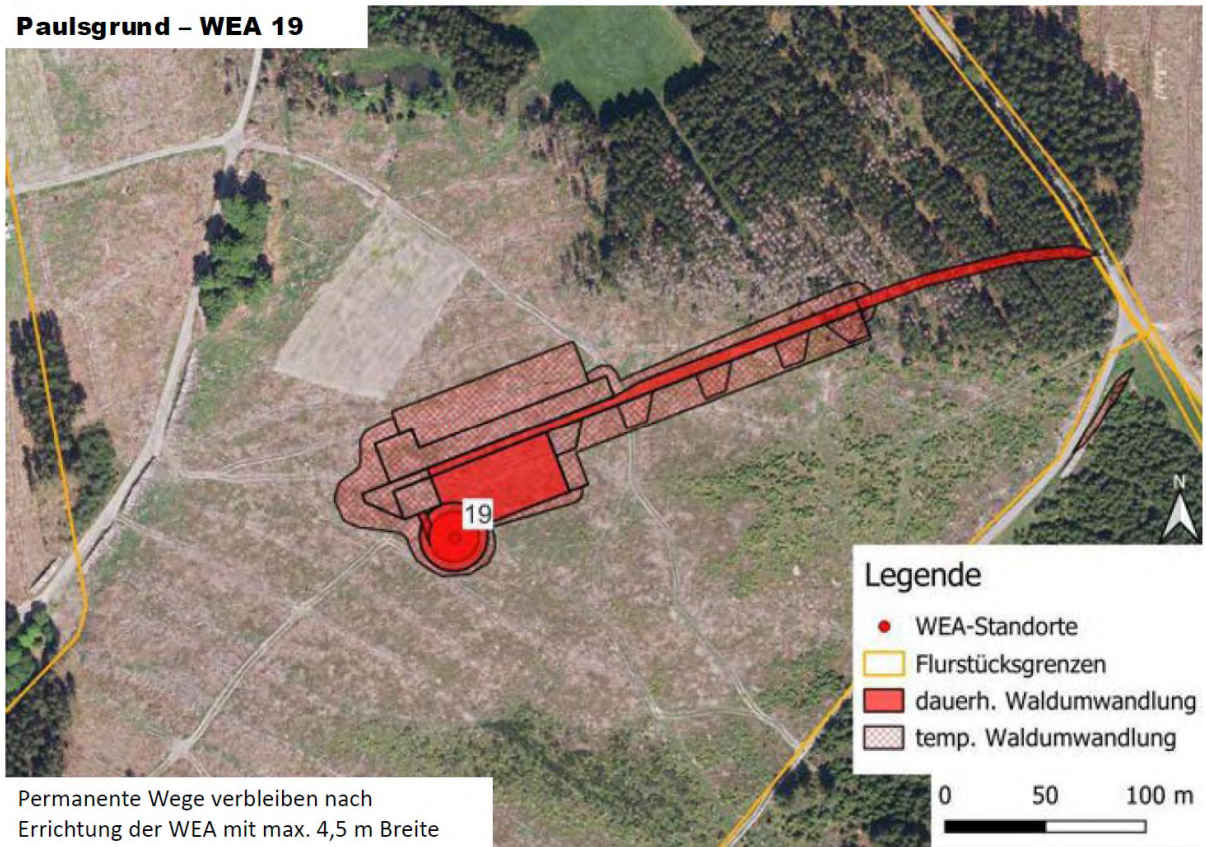 Paulsgrund – WEA 19
19
N
Legende
WEA-Standorte
Flurstücksgrenzen
dauerh. Waldumwandlung
temp. Waldumwandlung
0 50 100 m
Permanente Wege verbleiben nach
Errichtung der WEA mit max. 4,5 m Breite